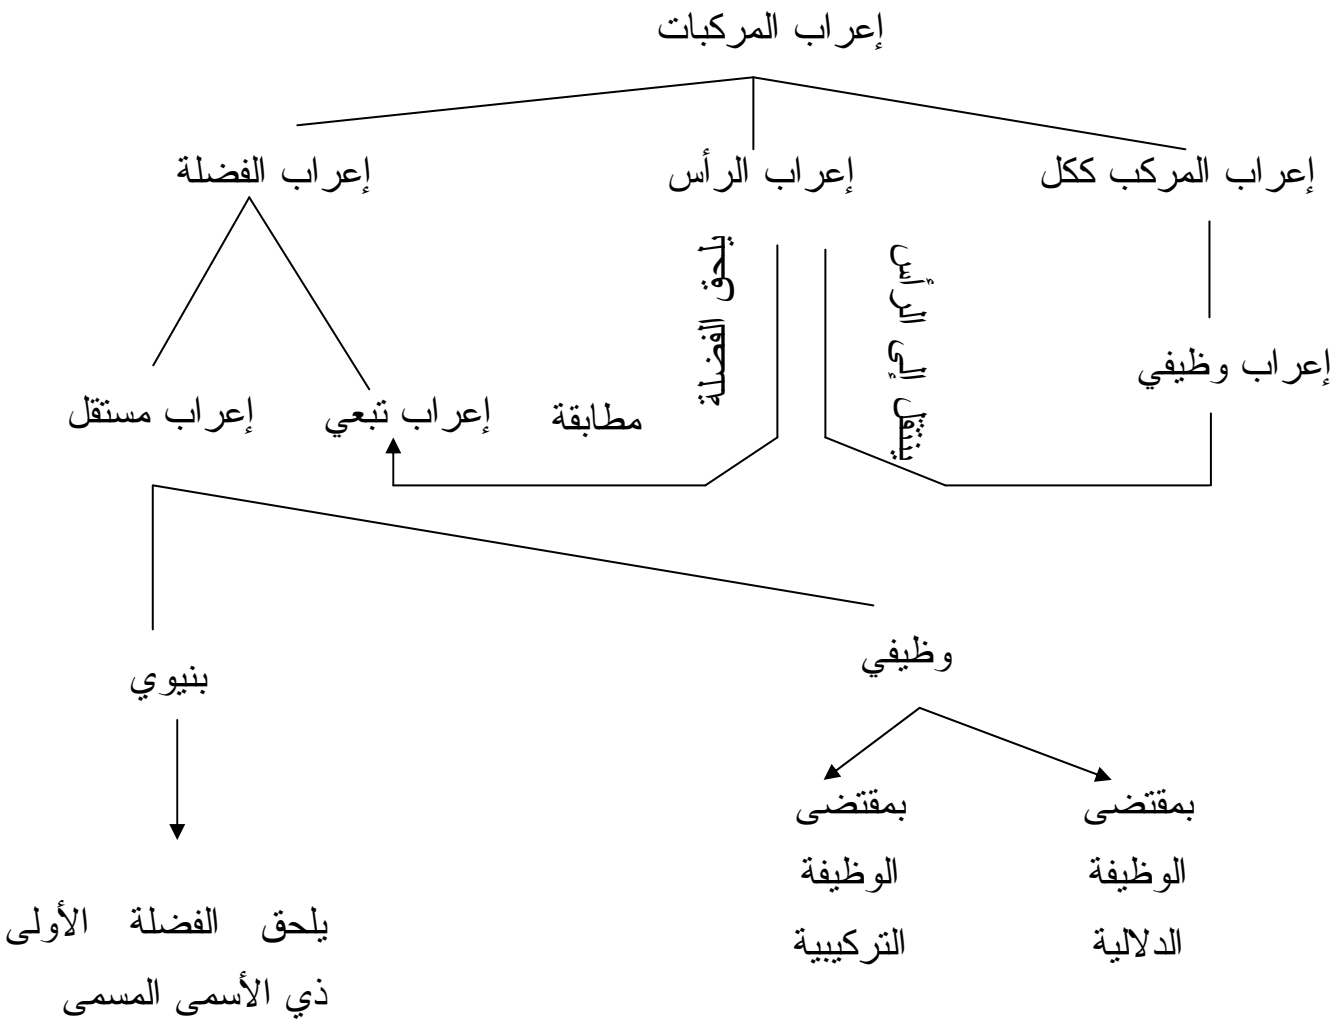 إعراب المركبات
إعراب المركب ككل
إعراب الرأس
إعراب الفضلة
ينتقل إلى الرأس
يلحق الفضلة
إعراب وظيفي
مطابقة
إعراب تبعي
إعراب مستقل
وظيفي
بنيوي
بمقتضى
الوظيفة
الدلالية
بمقتضى
الوظيفة
التركيبية
يلحق الفضلة الأولى
ذي الأسمى المسمى